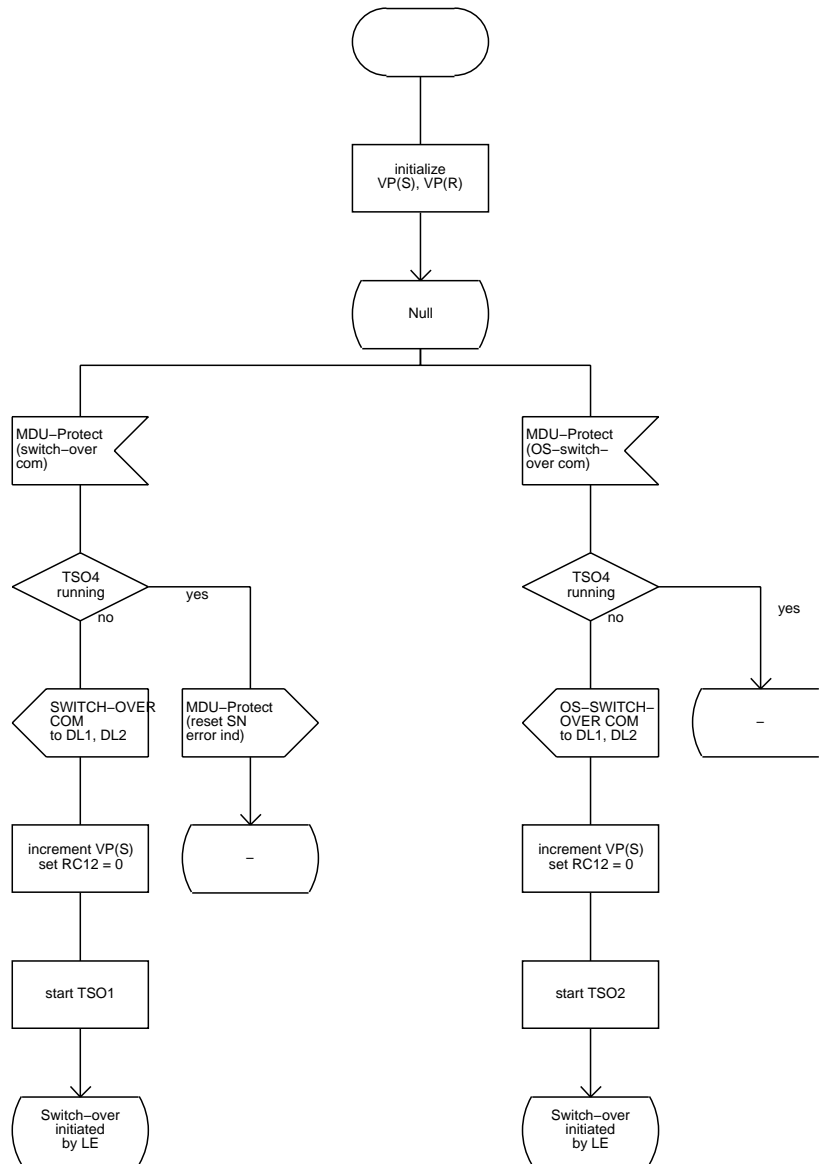 initialize
VP(S), VP(R)
Null
MDU−Protect
(switch−over
com)
MDU−Protect
(OS−switch−
over com)
TSO4
running
yes
no
TSO4
running
yes
no
SWITCH−OVER
COM
to DL1, DL2
MDU−Protect
(reset SN
error ind)
OS−SWITCH−
OVER COM
to DL1, DL2
−
increment VP(S)
set RC12 = 0
−
increment VP(S)
set RC12 = 0
start TSO1
start TSO2
Switch−over
initiated
by LE
Switch−over
initiated
by LE